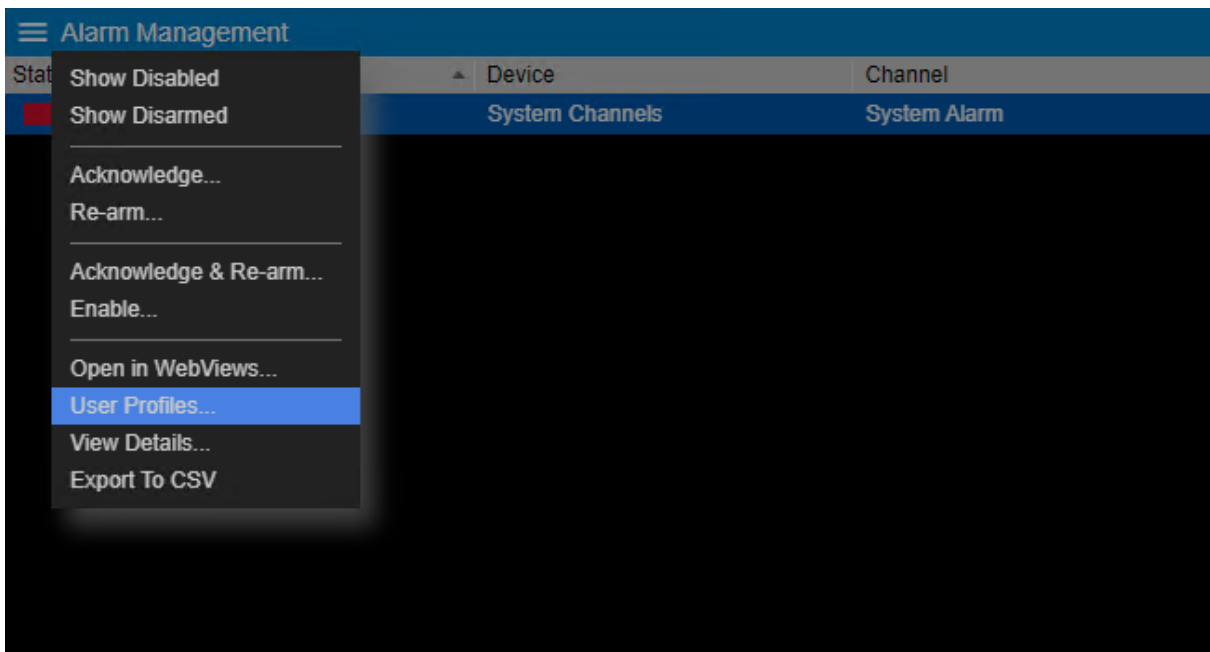 Alarm Management
Stat Device Channel
System Channels System Alarm
Show Disabled
Show Disarmed
Acknowledge...
Re-arm...
Acknowledge & Re-arm...
Enable...
Open in WebViews...
User Profiles...
View Details...
Export To CSV